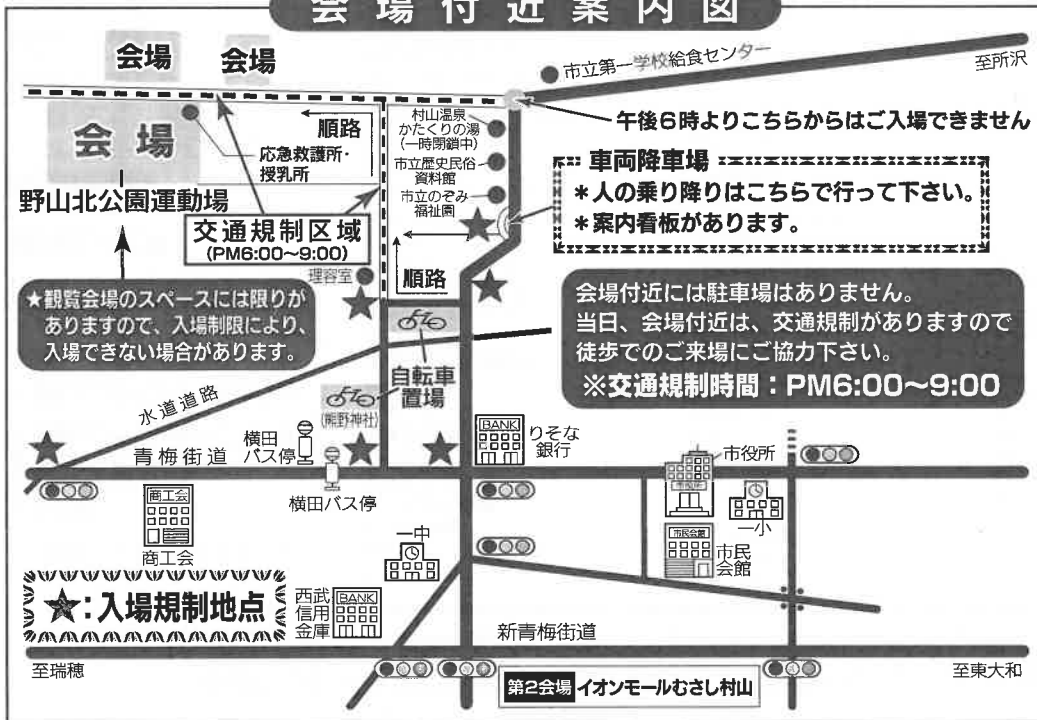 会場付近案内図
会場
会場
市立第一学校給食センター
至所沢
午後6時よりこちらからはご入場できません
会場
順路
応急救護所・
授乳所
村山温泉
かたくりの湯
(一時閉鎖中)
市立歴史民俗
資料館
市立のぞみ
福祉園
車両降車場
*人の乗り降りはこちらで行って下さい。
*案内看板があります。
野山北公園運動場
交通規制区域
(PM6:00〜9:00)
理容室
順路
★観覧会場のスペースには限りが
ありますので、入場制限により、
入場できない場合があります。
会場付近には駐車場はありません。
当日、会場付近は、交通規制がありますので
徒歩でのご来場にご協力下さい。
※交通規制時間:PM6:00〜9:00
自転車
置場
(熊野神社)
水道道路
青梅街道
横田
バス停
横田バス停
BANK
りそな
銀行
市役所
市役所
一小
商工会
商工会
一中
市民会館
市民
会館
★:入場規制地点
西武
信用
金庫
BANK
新青梅街道
至瑞穂
第2会場 イオンモールむさし村山
至東大和